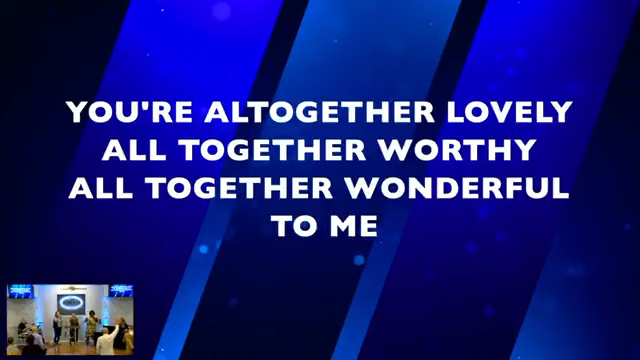 YOU'RE ALTOGETHER LOVELY
ALL TOGETHER WORTHY
ALL TOGETHER WONDERFUL
TO ME